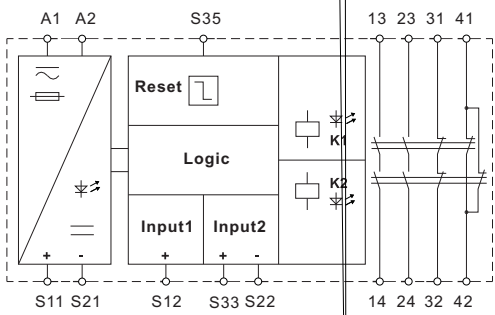 A1 A2 S35 13 23 31 41
Reset
K1
Logic
K2
Input1 Input2
+ - + + -
S11 S21 S12 S33 S22 14 24 32 42